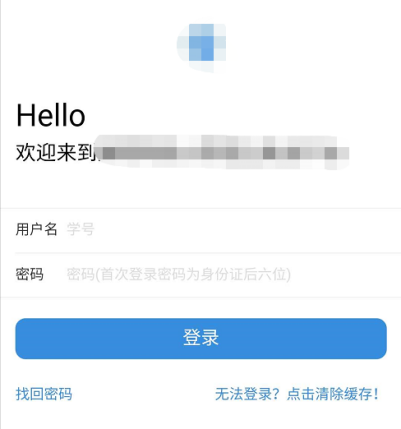 Hello
欢迎来到
用户名 学号
密码 密码(首次登录密码为身份证后六位)
登录
找回密码 无法登录？点击清除缓存！